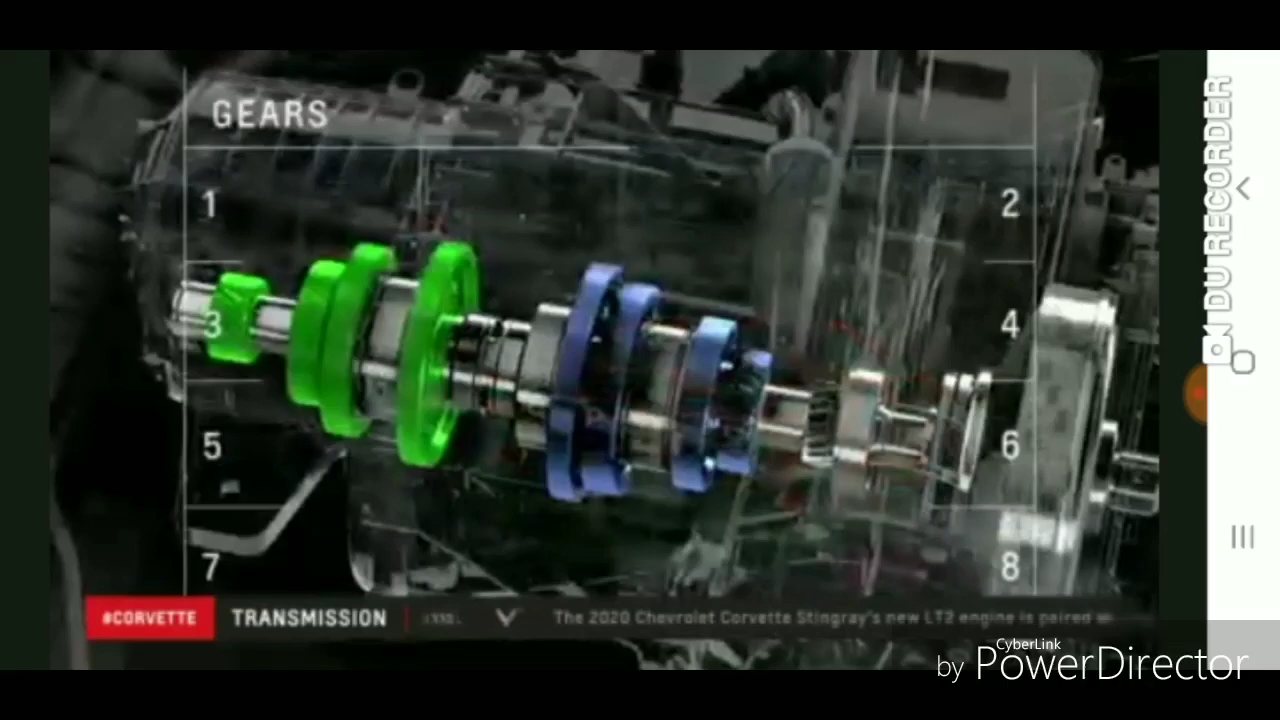 GEARS
1
2
3
4
5
6
7
8
#CORVETTE
TRANSMISSION
The 2020 Chevrolet Corvette Stingray's new LT2 engine is paired
DU RECORDER
CyberLink
by PowerDirector